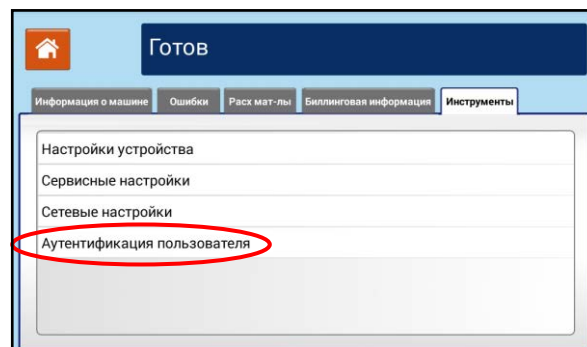 Готов
Информация о машине Ошибки Расх мат-лы Биллинговая информация Инструменты
Настройки устройства
Сервисные настройки
Сетевые настройки
Аутентификация пользователя